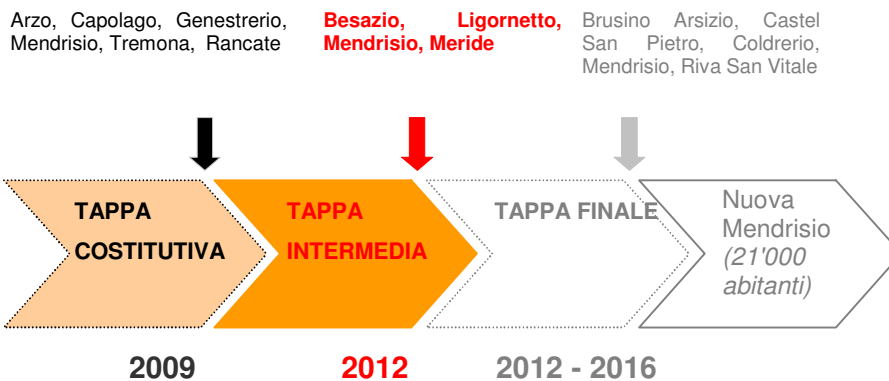 Arzo, Capolago, Genestrerio,
Mendrisio, Tremona, Rancate
Besazio, Ligornetto,
Mendrisio, Meride
Brusino Arsizio, Castel
San Pietro, Coldrerio,
Mendrisio, Riva San Vitale
TAPPA
COSTITUTIVA
TAPPA
INTERMEDIA
TAPPA FINALE
Nuova
Mendrisio
(21'000
abitanti)
2009
2012
2012 - 2016